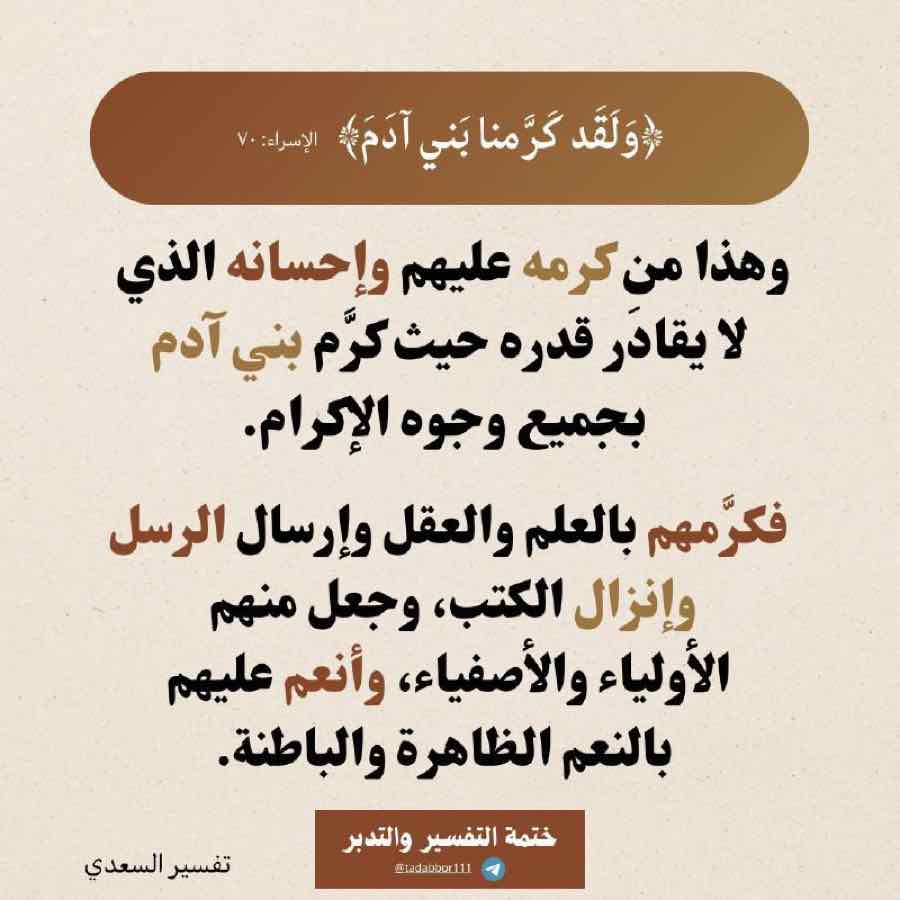 ﴿وَلَقَد كَرَّمنا بَني آدَمَ﴾ الإسراء: ٧٠
وهذا من كرمه عليهم وإحسانه الذي
لا يقادَر قدره حيث كرَّم بني آدم
بجميع وجوه الإكرام.
فكرَّمهم بالعلم والعقل وإرسال الرسل
وإنزال الكتب، وجعل منهم
الأولياء والأصفياء، وأنعم عليهم
بالنعم الظاهرة والباطنة.
ختمة التفسير والتدبر
@tadabbor111
تفسير السعدي